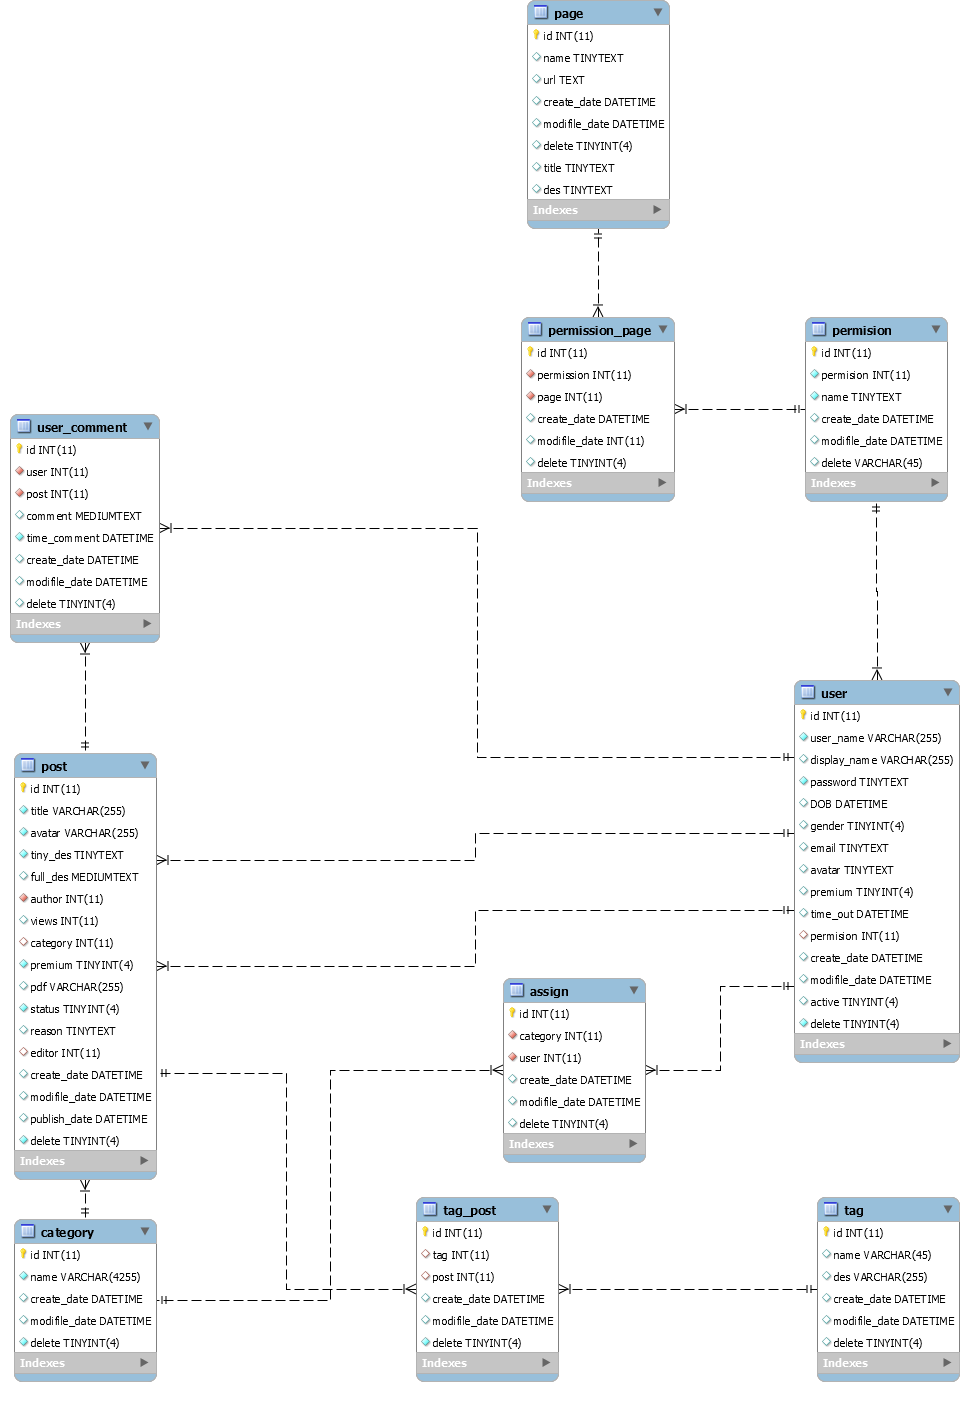 page
id INT(11)
name TINYTEXT
url TEXT
create_date DATETIME
modifile_date DATETIME
delete TINYINT(4)
title TINYTEXT
des TINYTEXT
Indexes
permission_page
id INT(11)
permission INT(11)
page INT(11)
create_date DATETIME
modifile_date INT(11)
delete TINYINT(4)
Indexes
permision
id INT(11)
permision INT(11)
name TINYTEXT
create_date DATETIME
modifile_date DATETIME
delete VARCHAR(45)
Indexes
user_comment
id INT(11)
user INT(11)
post INT(11)
comment MEDIUMTEXT
time_comment DATETIME
create_date DATETIME
modifile_date DATETIME
delete TINYINT(4)
Indexes
user
id INT(11)
user_name VARCHAR(255)
display_name VARCHAR(255)
password TINYTEXT
DOB DATETIME
gender TINYINT(4)
email TINYTEXT
avatar TINYTEXT
premium TINYINT(4)
time_out DATETIME
permision INT(11)
create_date DATETIME
modifile_date DATETIME
active TINYINT(4)
delete TINYINT(4)
Indexes
post
id INT(11)
title VARCHAR(255)
avatar VARCHAR(255)
tiny_des TINYTEXT
full_des MEDIUMTEXT
author INT(11)
views INT(11)
category INT(11)
premium TINYINT(4)
pdf VARCHAR(255)
status TINYINT(4)
reason TINYTEXT
editor INT(11)
create_date DATETIME
modifile_date DATETIME
publish_date DATETIME
delete TINYINT(4)
Indexes
assign
id INT(11)
category INT(11)
user INT(11)
create_date DATETIME
modifile_date DATETIME
delete TINYINT(4)
Indexes
category
id INT(11)
name VARCHAR(4255)
create_date DATETIME
modifile_date DATETIME
delete TINYINT(4)
Indexes
tag_post
id INT(11)
tag INT(11)
post INT(11)
create_date DATETIME
modifile_date DATETIME
delete TINYINT(4)
Indexes
tag
id INT(11)
name VARCHAR(45)
des VARCHAR(255)
create_date DATETIME
modifile_date DATETIME
delete TINYINT(4)
Indexes